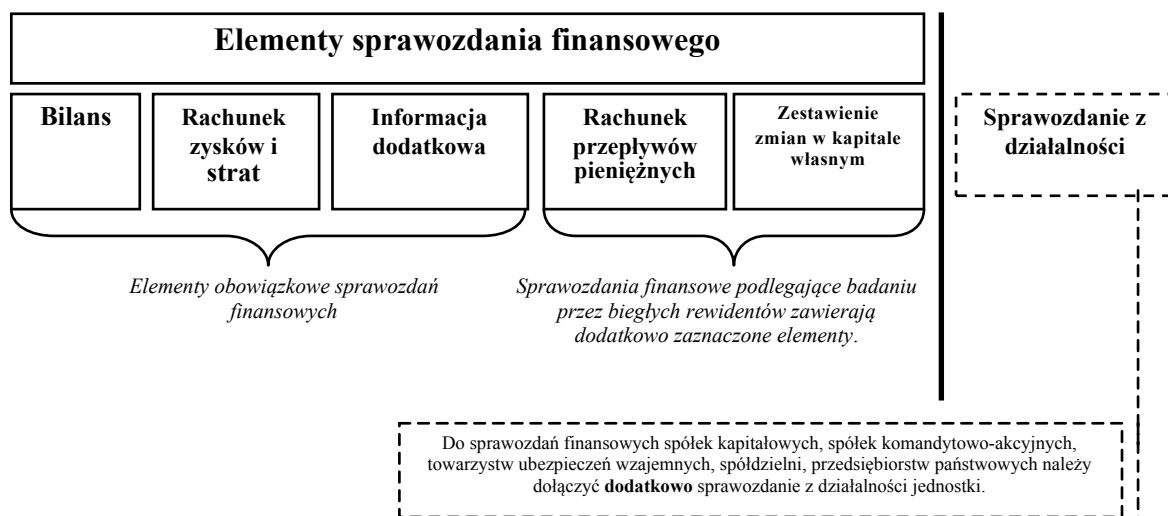 Elementy sprawozdania finansowego
Bilans
Rachunek
zysków i
strat
Informacja
dodatkowa
Rachunek
przepływów
pieniężnych
Zestawienie
zmian w kapitale
własnym
Sprawozdanie z
działalności
Elementy obowiązkowe sprawozdań
finansowych
Sprawozdania finansowe podlegające badaniu
przez biegłych rewidentów zawierają
dodatkowo zaznaczone elementy.
Do sprawozdań finansowych spółek kapitałowych, spółek komandytowo-akcyjnych,
towarzystw ubezpieczeń wzajemnych, spółdzielni, przedsiębiorstw państwowych należy
dołączyć dodatkowo sprawozdanie z działalności jednostki.